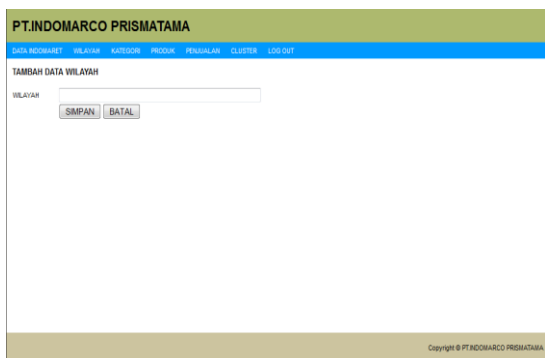 PT.INDOMARCO PRISMATAMA
DATA INDOMARET WILAYAH KATEGORI PRODUK PENJUALAN CLUSTER LOG OUT
TAMBAH DATA WILAYAH
WILAYAH
SIMPAN BATAL
Copyright © PT.INDOMARCO PRISMATAMA